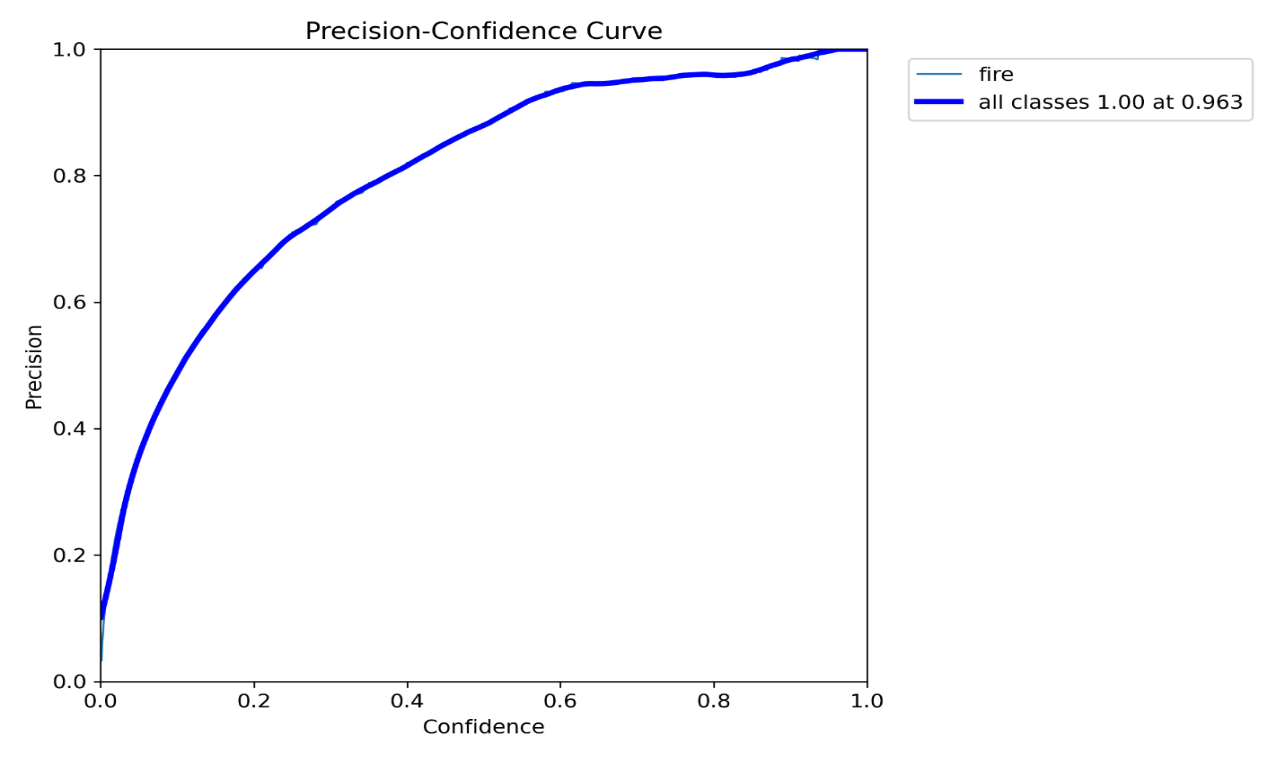 Precision-Confidence Curve
1.0
0.8
0.6
0.4
0.2
0.0
Precision
0.0 0.2 0.4 0.6 0.8 1.0
Confidence
fire
all classes 1.00 at 0.963